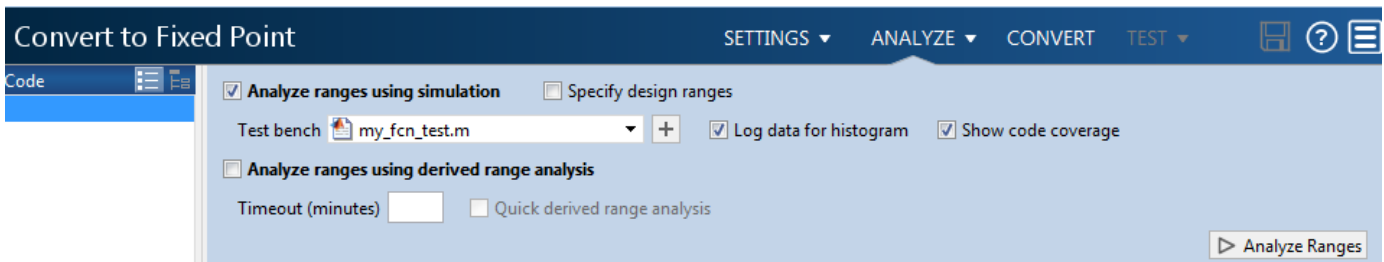 Convert to Fixed Point SETTINGS ANALYZE CONVERT TEST ?
Code
Analyze ranges using simulation Specify design ranges
Test bench my_fcn_test.m + Log data for histogram Show code coverage
Analyze ranges using derived range analysis
Timeout (minutes) Quick derived range analysis
Analyze Ranges